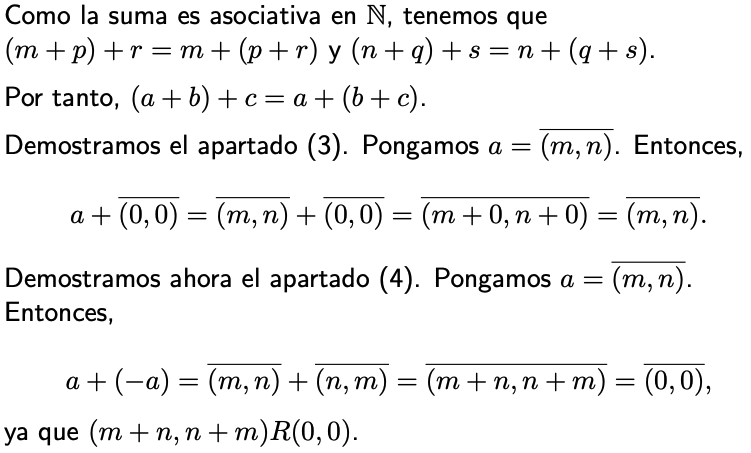 Como la suma es asociativa en ℕ, tenemos que
(m + p) + r = m + (p + r) y (n + q) + s = n + (q + s).
Por tanto, (a + b) + c = a + (b + c).
Demostramos el apartado (3). Pongamos a = \overline{(m, n)}. Entonces,
a + \overline{(0, 0)} = \overline{(m, n)} + \overline{(0, 0)} = \overline{(m + 0, n + 0)} = \overline{(m, n)}.
Demostramos ahora el apartado (4). Pongamos a = \overline{(m, n)}.
Entonces,
a + (−a) = \overline{(m, n)} + \overline{(n, m)} = \overline{(m + n, n + m)} = \overline{(0, 0)},
ya que (m + n, n + m)R(0, 0).